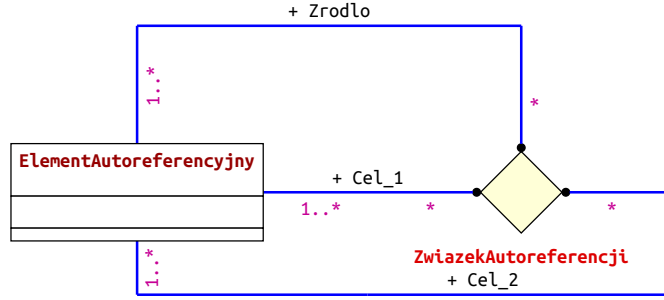 + Zrodlo
1..*
*
ElementAutoreferencyjny
+ Cel_1
1..*
*
*
1..*
ZwiazekAutoreferencji
+ Cel_2